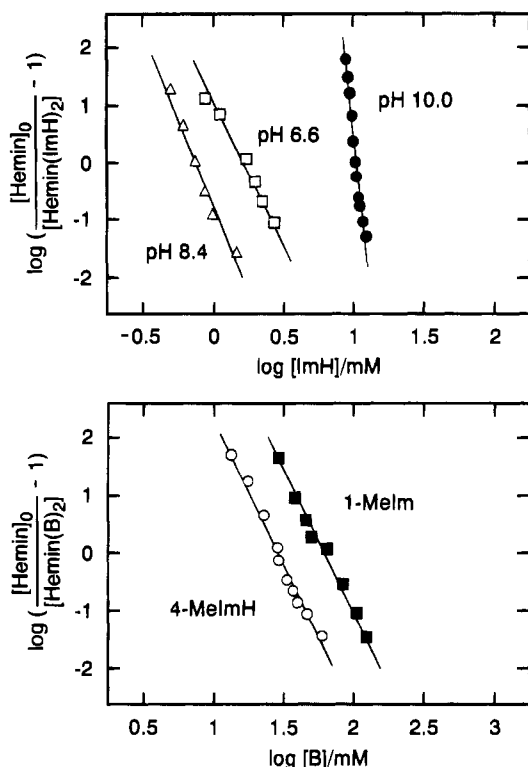 log ( [Hemin]0 / [Hemin(ImH)2] - 1)
2
1
0
-1
-2
pH 10.0
pH 6.6
pH 8.4
-0.5 0 0.5 1 1.5 2
log [ImH]/mM
log ( [Hemin]0 / [Hemin(B)2] - 1)
2
1
0
-1
-2
1-MeIm
4-MeImH
0.5 1 1.5 2 2.5 3
log [B]/mM